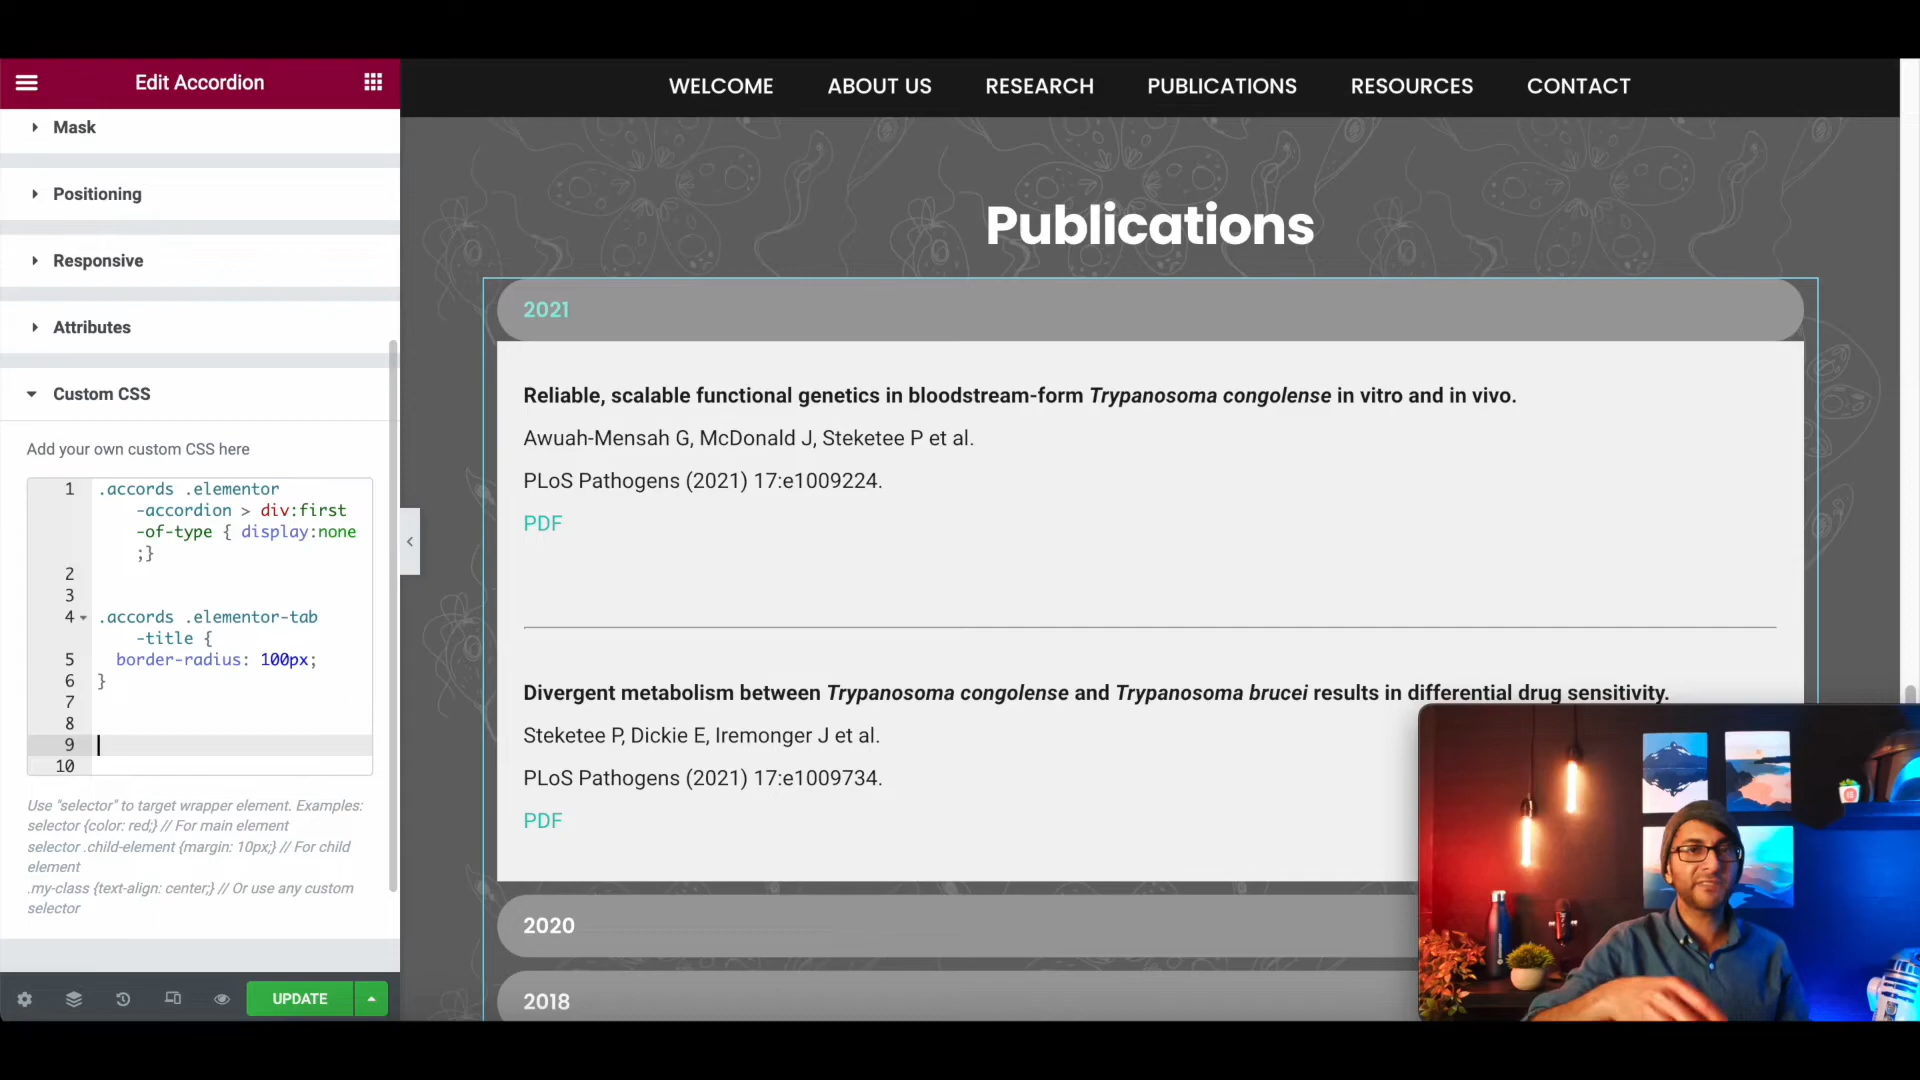 Edit Accordion
Mask
Positioning
Responsive
Attributes
Custom CSS
Add your own custom CSS here
1 .accords .elementor
-accordion > div:first
-of-type { display:none
;}
2
3
4 .accords .elementor-tab
-title {
5 border-radius: 100px;
6 }
7
8
9
10
Use "selector" to target wrapper element. Examples:
selector {color: red;} // For main element
selector .child-element {margin: 10px;} // For child
element
.my-class {text-align: center;} // Or use any custom
selector
UPDATE
WELCOME ABOUT US RESEARCH PUBLICATIONS RESOURCES CONTACT
Publications
2021
Reliable, scalable functional genetics in bloodstream-form Trypanosoma congolense in vitro and in vivo.
Awuah-Mensah G, McDonald J, Steketee P et al.
PLoS Pathogens (2021) 17:e1009224.
PDF
Divergent metabolism between Trypanosoma congolense and Trypanosoma brucei results in differential drug sensitivity.
Steketee P, Dickie E, Iremonger J et al.
PLoS Pathogens (2021) 17:e1009734.
PDF
2020
2018